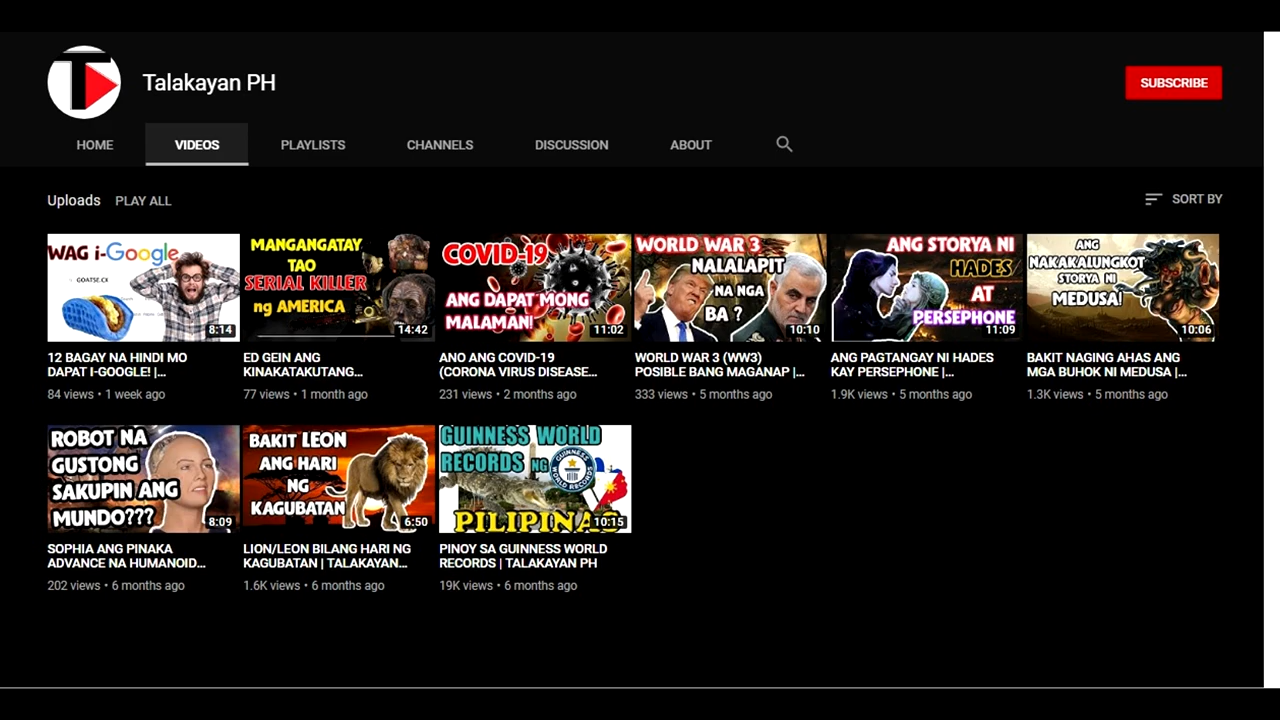 T
Talakayan PH
SUBSCRIBE
HOME
VIDEOS
PLAYLISTS
CHANNELS
DISCUSSION
ABOUT
Uploads
PLAY ALL
SORT BY
WAG i-Google
GOATSE.CX
8:14
12 BAGAY NA HINDI MO
DAPAT I-GOOGLE! |...
84 views • 1 week ago
MANGANGATAY
TAO
SERIAL KILLER
ng AMERICA
14:42
ED GEIN ANG
KINAKATAKUTANG...
77 views • 1 month ago
COVID-19
ANG DAPAT MONG
MALAMAN!
11:02
ANO ANG COVID-19
(CORONA VIRUS DISEASE...
231 views • 2 months ago
WORLD WAR 3
NALALAPIT
NA NGA
BA ?
10:10
WORLD WAR 3 (WW3)
POSIBLE BANG MAGANAP |...
333 views • 5 months ago
ANG STORYA NI
HADES
AT
PERSEPHONE
11:09
ANG PAGTANGAY NI HADES
KAY PERSEPHONE |...
1.9K views • 5 months ago
ANG
NAKAKALUNGKOT
STORYA NI
MEDUSA!
10:06
BAKIT NAGING AHAS ANG
MGA BUHOK NI MEDUSA |...
1.3K views • 5 months ago
ROBOT NA
GUSTONG
SAKUPIN ANG
MUNDO???
8:09
SOPHIA ANG PINAKA
ADVANCE NA HUMANOID...
202 views • 6 months ago
BAKIT LEON
ANG HARI
NG
KAGUBATAN
6:50
LION/LEON BILANG HARI NG
KAGUBATAN | TALAKAYAN...
1.6K views • 6 months ago
GUINNESS WORLD
RECORDS NG
GUINNESS
WORLD RECORDS
PILIPINAS
10:15
PINOY SA GUINNESS WORLD
RECORDS | TALAKAYAN PH
19K views • 6 months ago